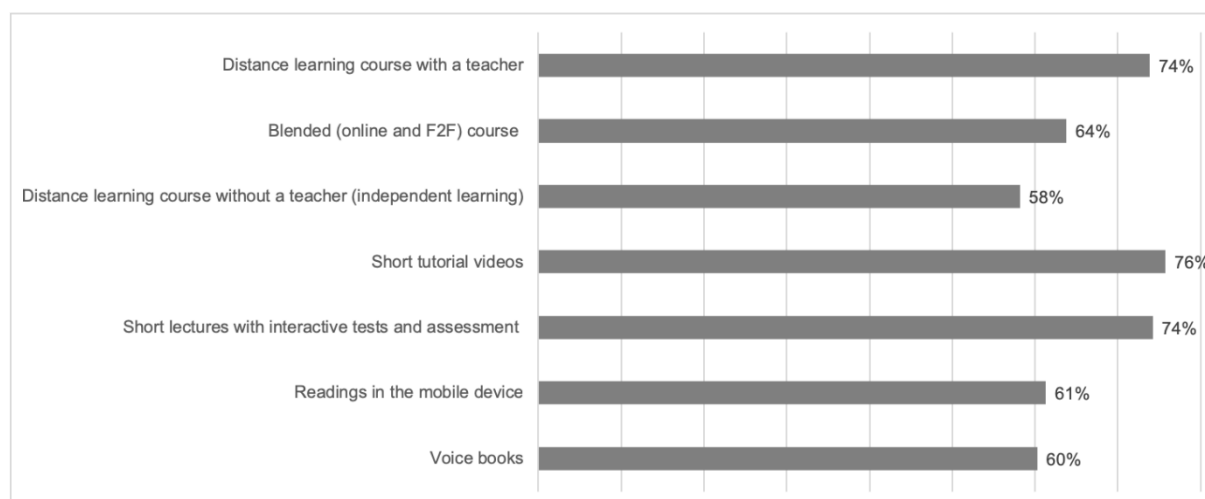 Distance learning course with a teacher 74%
Blended (online and F2F) course 64%
Distance learning course without a teacher (independent learning) 58%
Short tutorial videos 76%
Short lectures with interactive tests and assessment 74%
Readings in the mobile device 61%
Voice books 60%